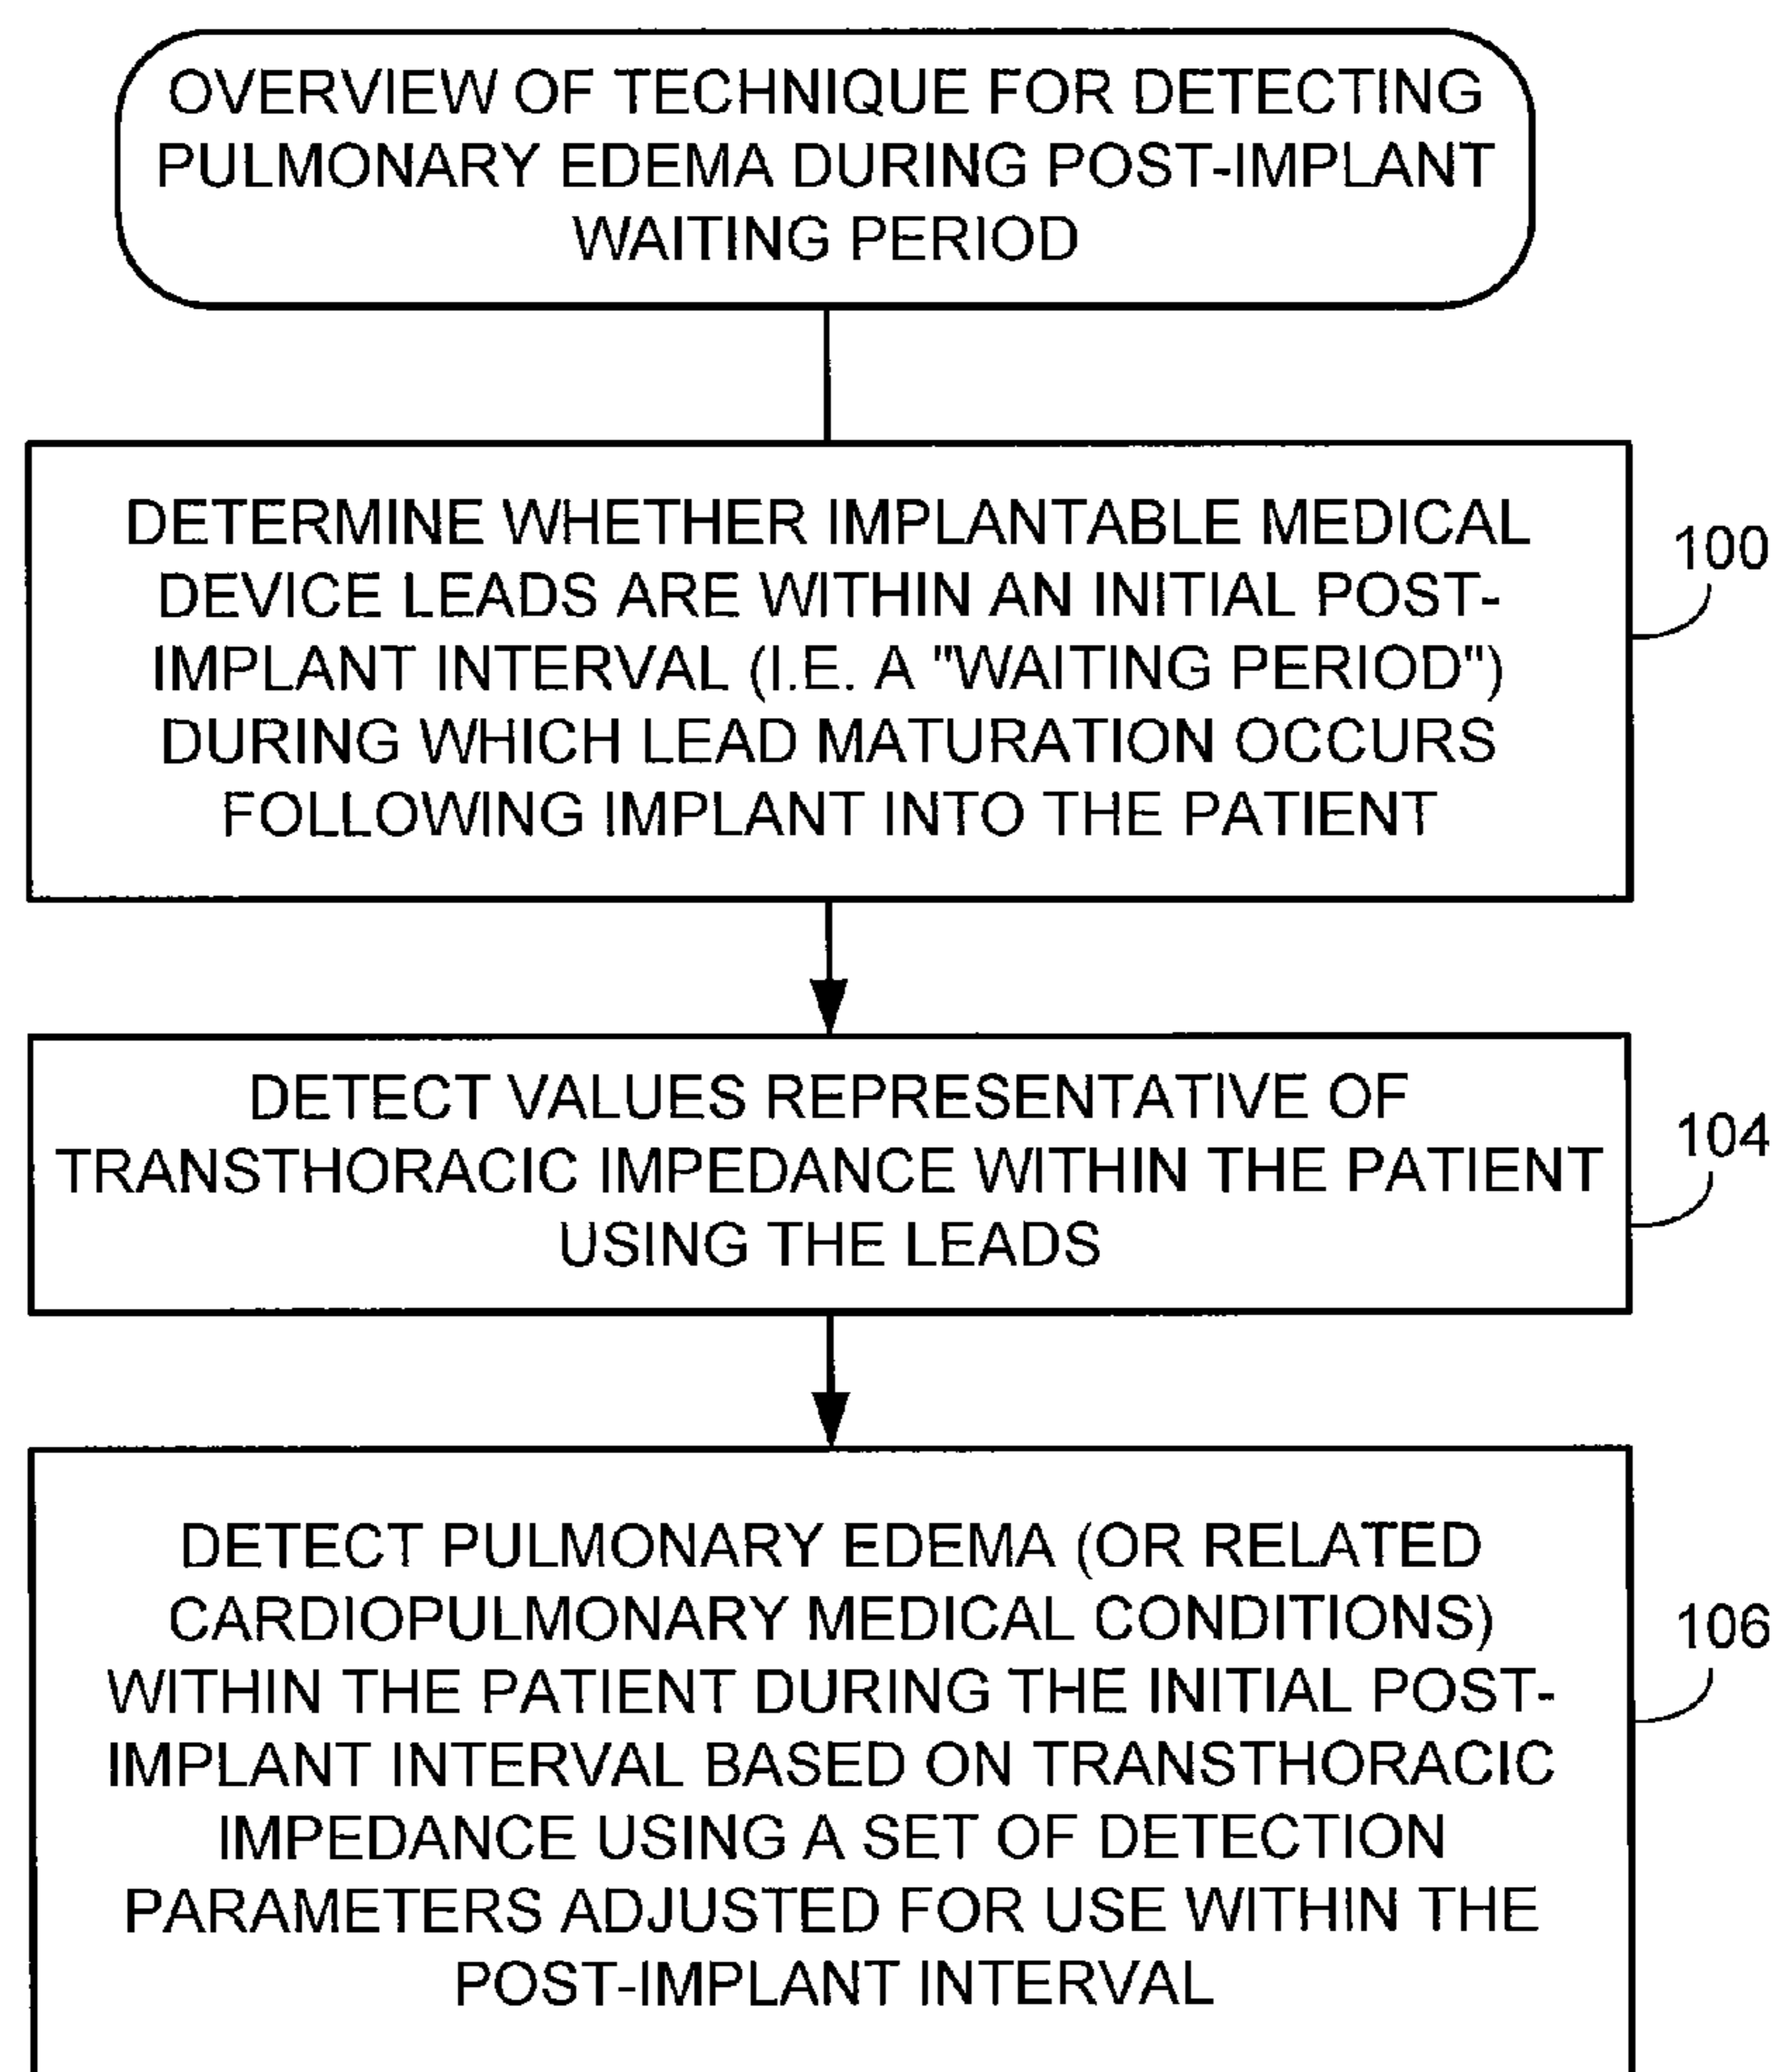 OVERVIEW OF TECHNIQUE FOR DETECTING
PULMONARY EDEMA DURING POST-IMPLANT
WAITING PERIOD
DETERMINE WHETHER IMPLANTABLE MEDICAL
DEVICE LEADS ARE WITHIN AN INITIAL POST-
IMPLANT INTERVAL (I.E. A "WAITING PERIOD")
DURING WHICH LEAD MATURATION OCCURS
FOLLOWING IMPLANT INTO THE PATIENT
100
DETECT VALUES REPRESENTATIVE OF
TRANSTHORACIC IMPEDANCE WITHIN THE PATIENT
USING THE LEADS
104
DETECT PULMONARY EDEMA (OR RELATED
CARDIOPULMONARY MEDICAL CONDITIONS)
WITHIN THE PATIENT DURING THE INITIAL POST-
IMPLANT INTERVAL BASED ON TRANSTHORACIC
IMPEDANCE USING A SET OF DETECTION
PARAMETERS ADJUSTED FOR USE WITHIN THE
POST-IMPLANT INTERVAL
106